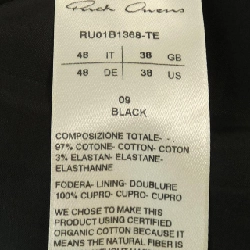 Rick Owens
RU01B1368-TE
48 IT 38 GB
48 DE 38 US
09
BLACK
COMPOSIZIONE TOTALE- -
97% COTONE- COTTON- COTON
3% ELASTAN- ELASTANE-
ELASTHANNE
FODERA- LINING- DOUBLURE
100% CUPRO- CUPRO- CUPRO
WE CHOSE TO MAKE THIS
PRODUCT USING CERTIFIED
ORGANIC COTTON BECAUSE IT
MEANS THE NATURAL FIBER IS